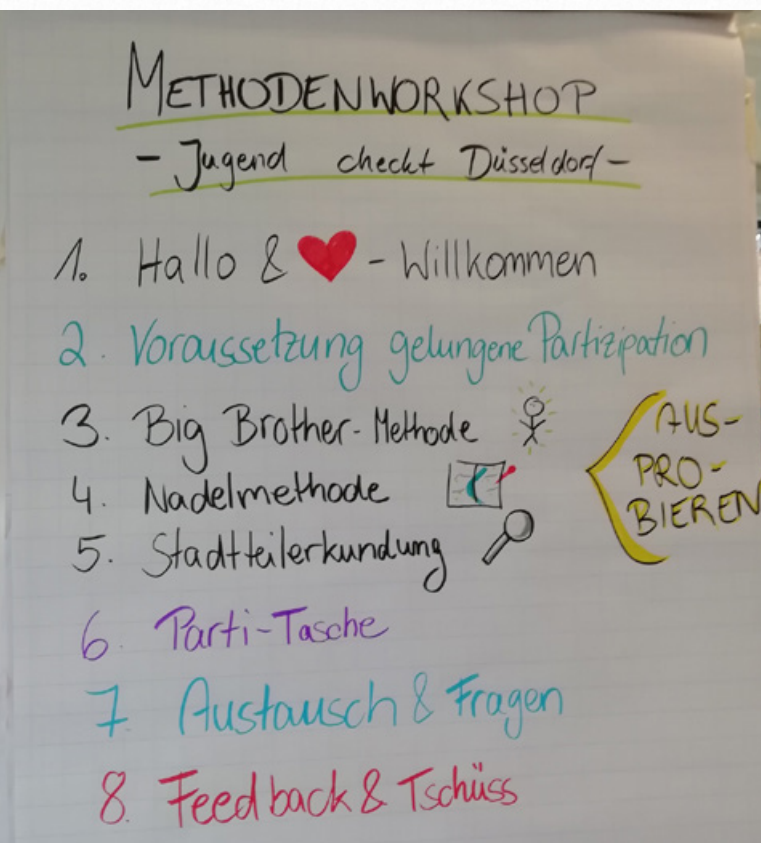 METHODENWORKSHOP
- Jugend checkt Düsseldorf -
1. Hallo & ❤ - Willkommen
2. Voraussetzung gelungene Partizipation
3. Big Brother-Methode
4. Nadelmethode
5. Stadtteilerkundung
AUS-
PRO-
BIEREN
6. Parti-Tasche
7. Austausch & Fragen
8. Feedback & Tschüss